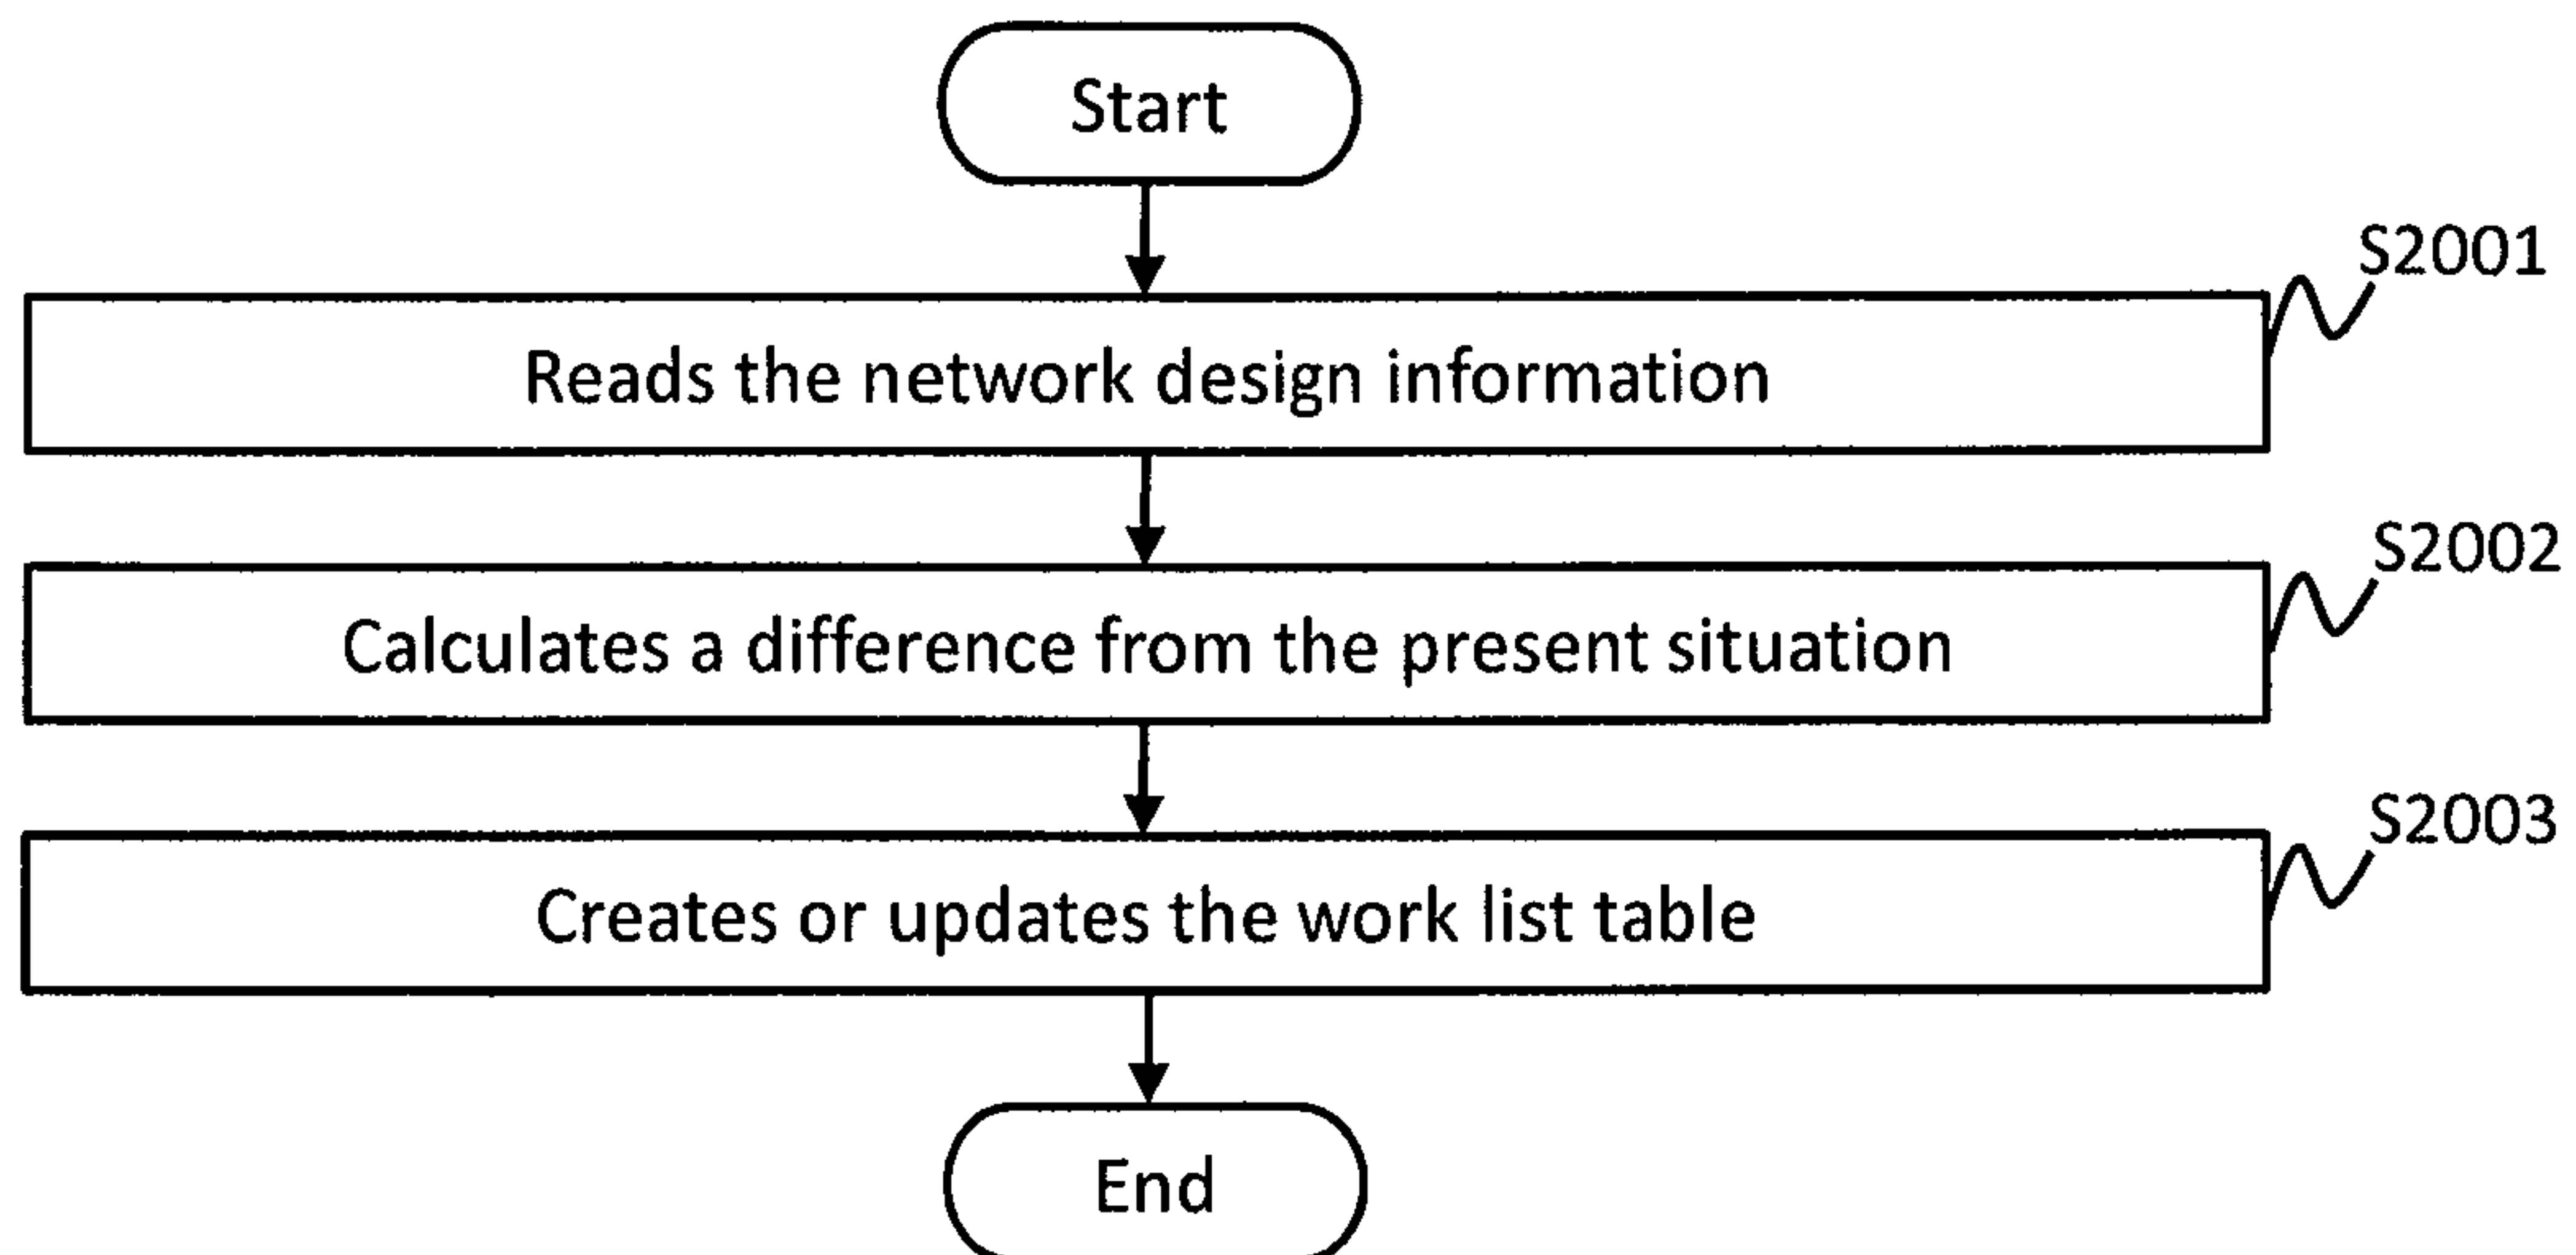 Start
S2001
Reads the network design information
S2002
Calculates a difference from the present situation
S2003
Creates or updates the work list table
End